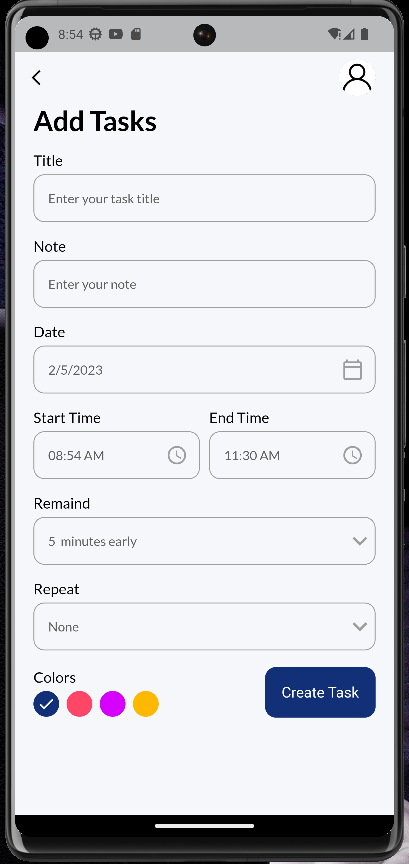 8:54
Add Tasks
Title
Enter your task title
Note
Enter your note
Date
2/5/2023
Start Time End Time
08:54 AM 11:30 AM
Remaind
5 minutes early
Repeat
None
Colors
Create Task